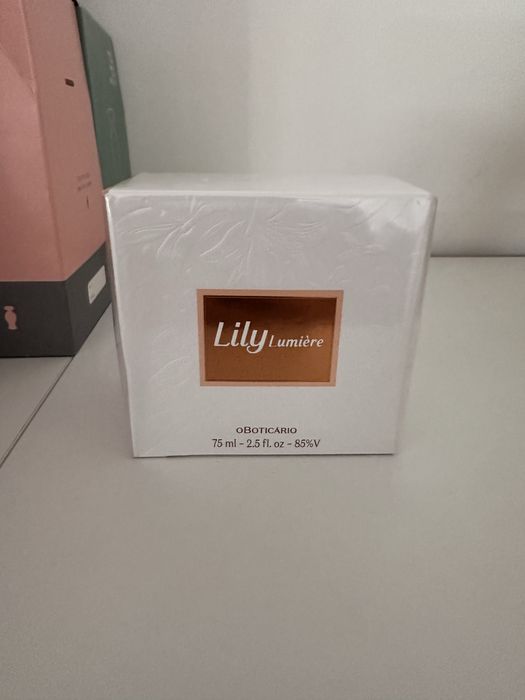 Lily Lumière
oBOTICÁRIO
75 ml - 2.5 fl. oz - 85%V